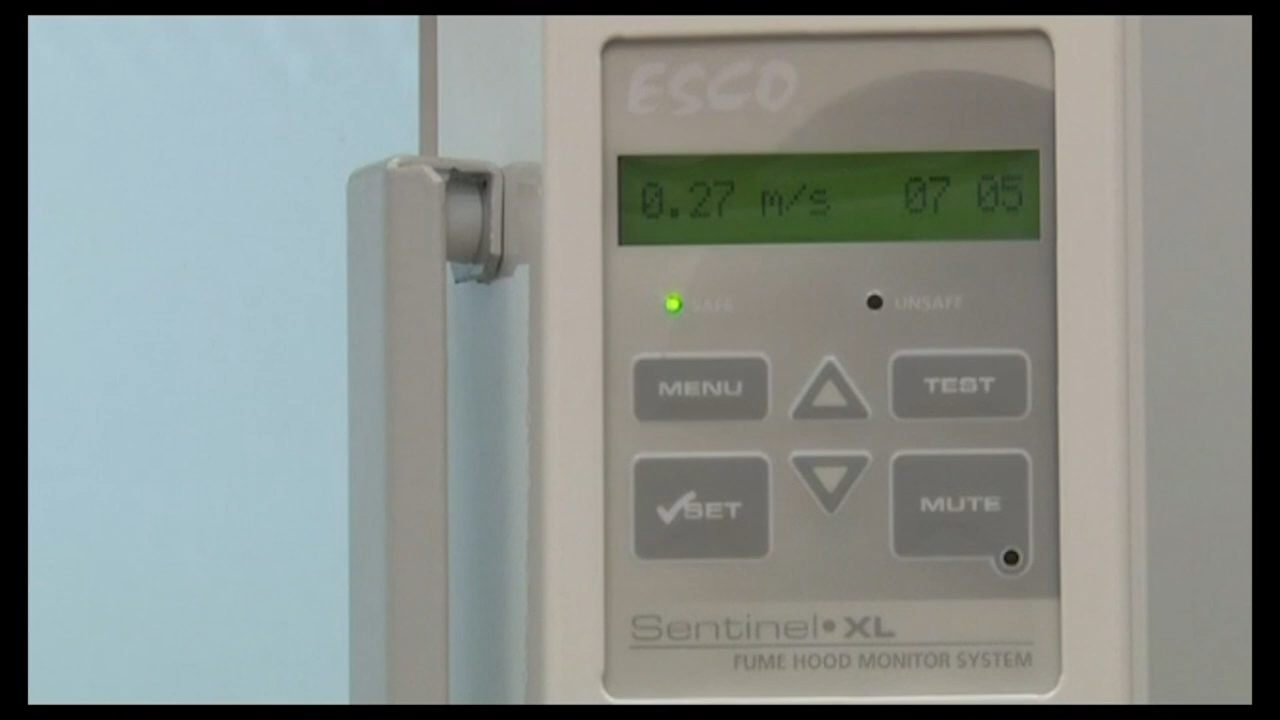 ESCO
0.27 m/s 07 05
SAFE UNSAFE
MENU TEST
SET MUTE
Sentinel•XL
FUME HOOD MONITOR SYSTEM